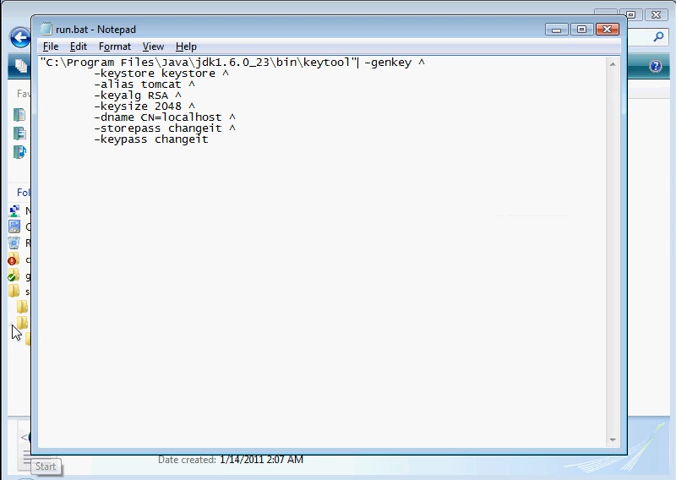 run.bat - Notepad
File Edit Format View Help
"C:\Program Files\Java\jdk1.6.0_23\bin\keytool" -genkey ^
-keystore keystore ^
-alias tomcat ^
-keyalg RSA ^
-keysize 2048 ^
-dname CN=localhost ^
-storepass changeit ^
-keypass changeit
Fav
Fol
N
C
R
c
g
s
Date created: 1/14/2011 2:07 AM
Start